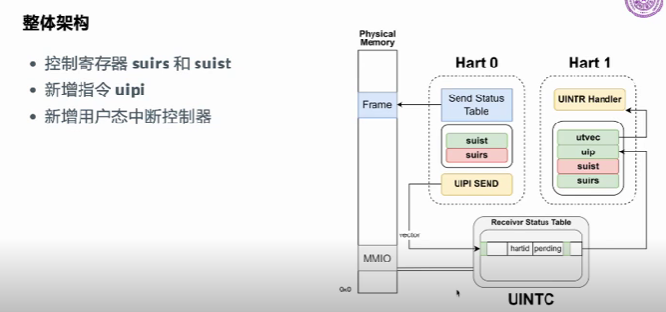 整体架构
• 控制寄存器 suirs 和 suist
• 新增指令 uipi
• 新增用户态中断控制器
Physical
Memory
Frame
MMIO
0x0
Hart 0
Send Status
Table
suist
suirs
UIPI SEND
vector
Hart 1
UINTR Handler
utvec
uip
suist
suirs
Receiver Status Table
hartid
pending
UINTC